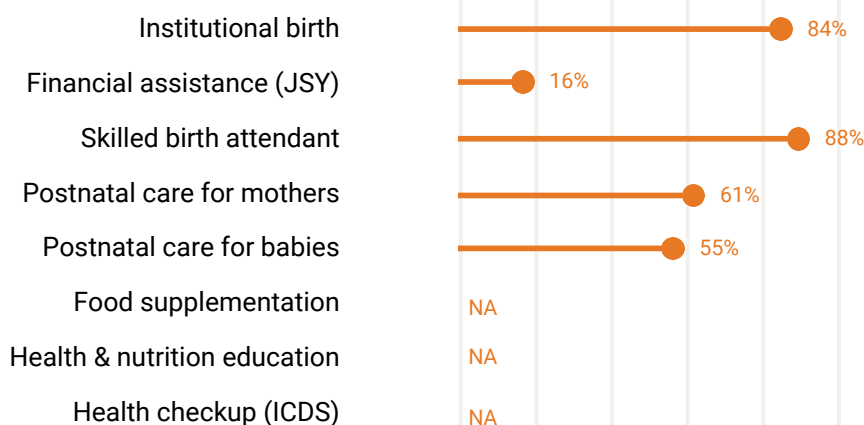 Institutional birth 84%
Financial assistance (JSY) 16%
Skilled birth attendant 88%
Postnatal care for mothers 61%
Postnatal care for babies 55%
Food supplementation NA
Health & nutrition education NA
Health checkup (ICDS) NA